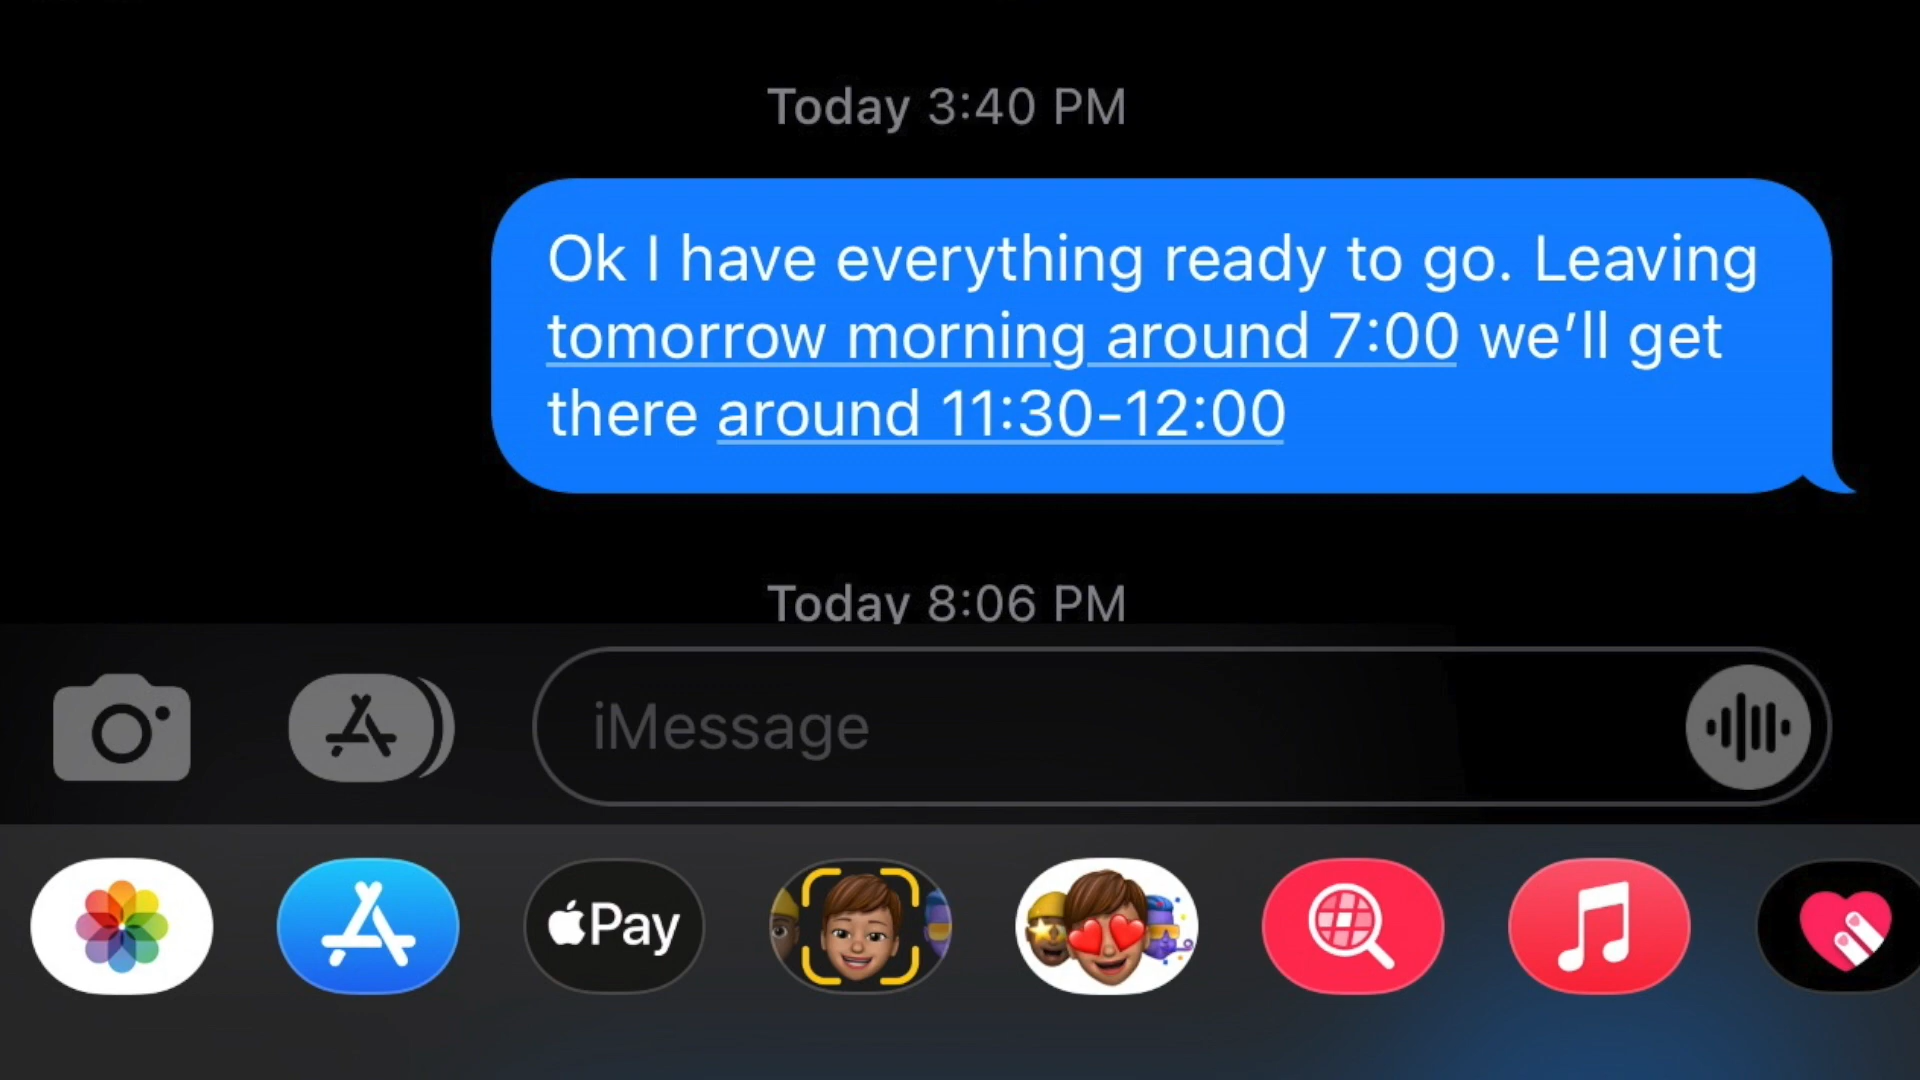 Today 3:40 PM
Ok I have everything ready to go. Leaving
tomorrow morning around 7:00 we’ll get
there around 11:30-12:00
Today 8:06 PM
iMessage
Pay